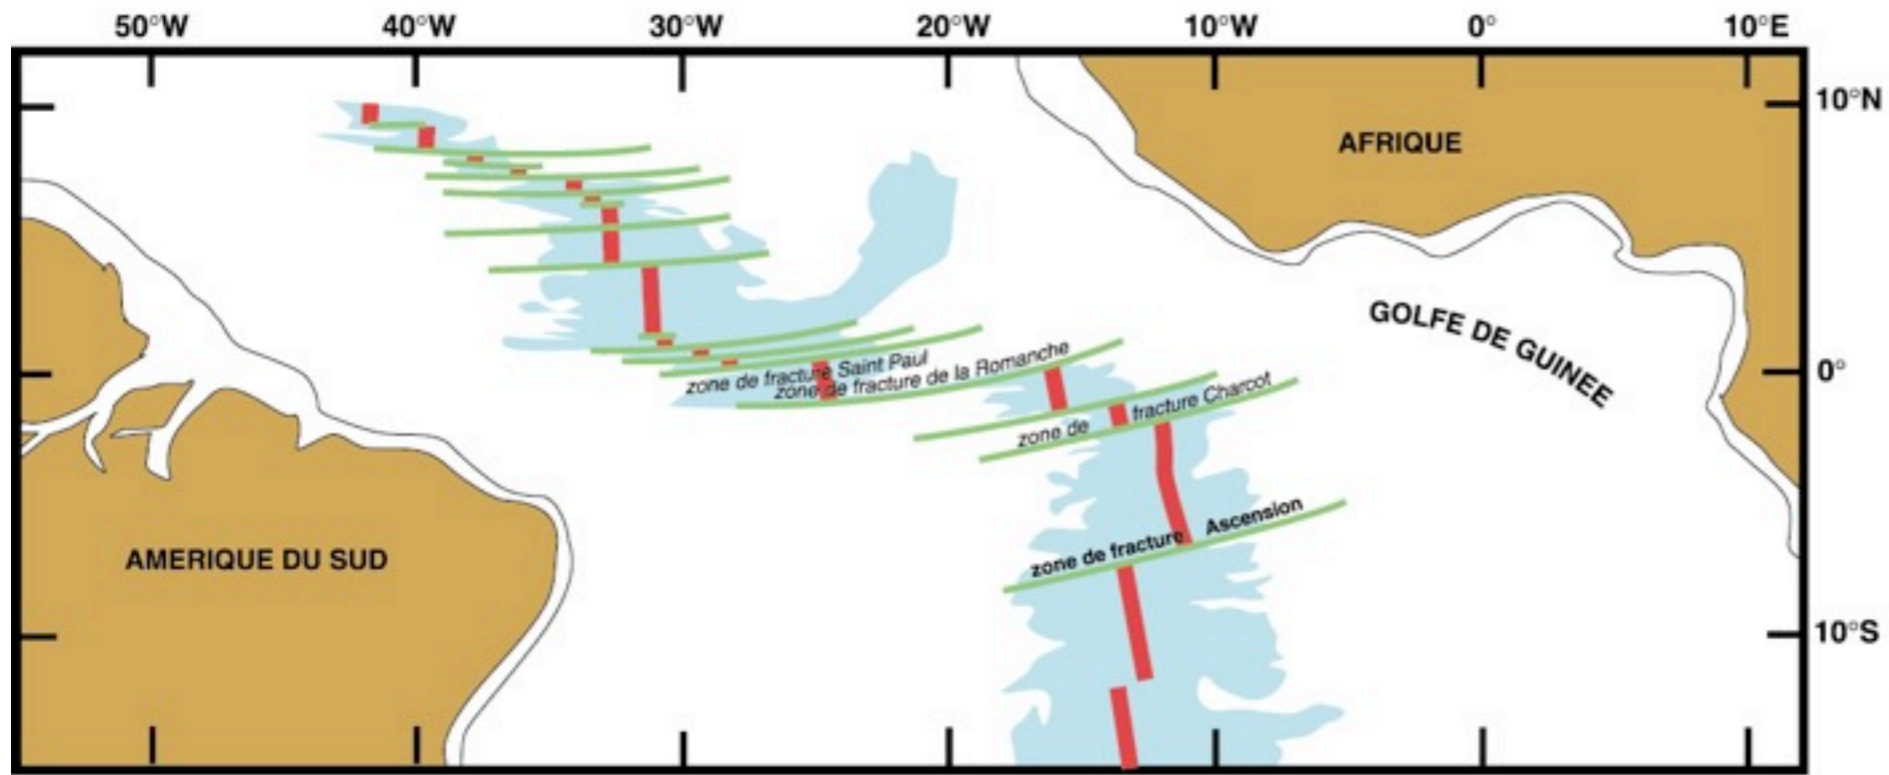 50°W 40°W 30°W 20°W 10°W 0° 10°E
10°N
AFRIQUE
GOLFE DE GUINEE
zone de fracture Saint Paul
zone de fracture de la Romanche
0°
zone de fracture Charcot
zone de fracture Ascension
AMERIQUE DU SUD
10°S